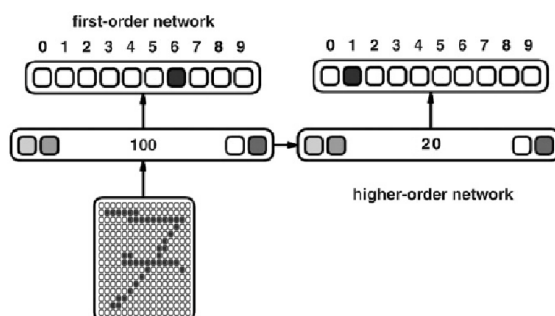 first-order network
0 1 2 3 4 5 6 7 8 9
0 1 2 3 4 5 6 7 8 9
100
20
higher-order network